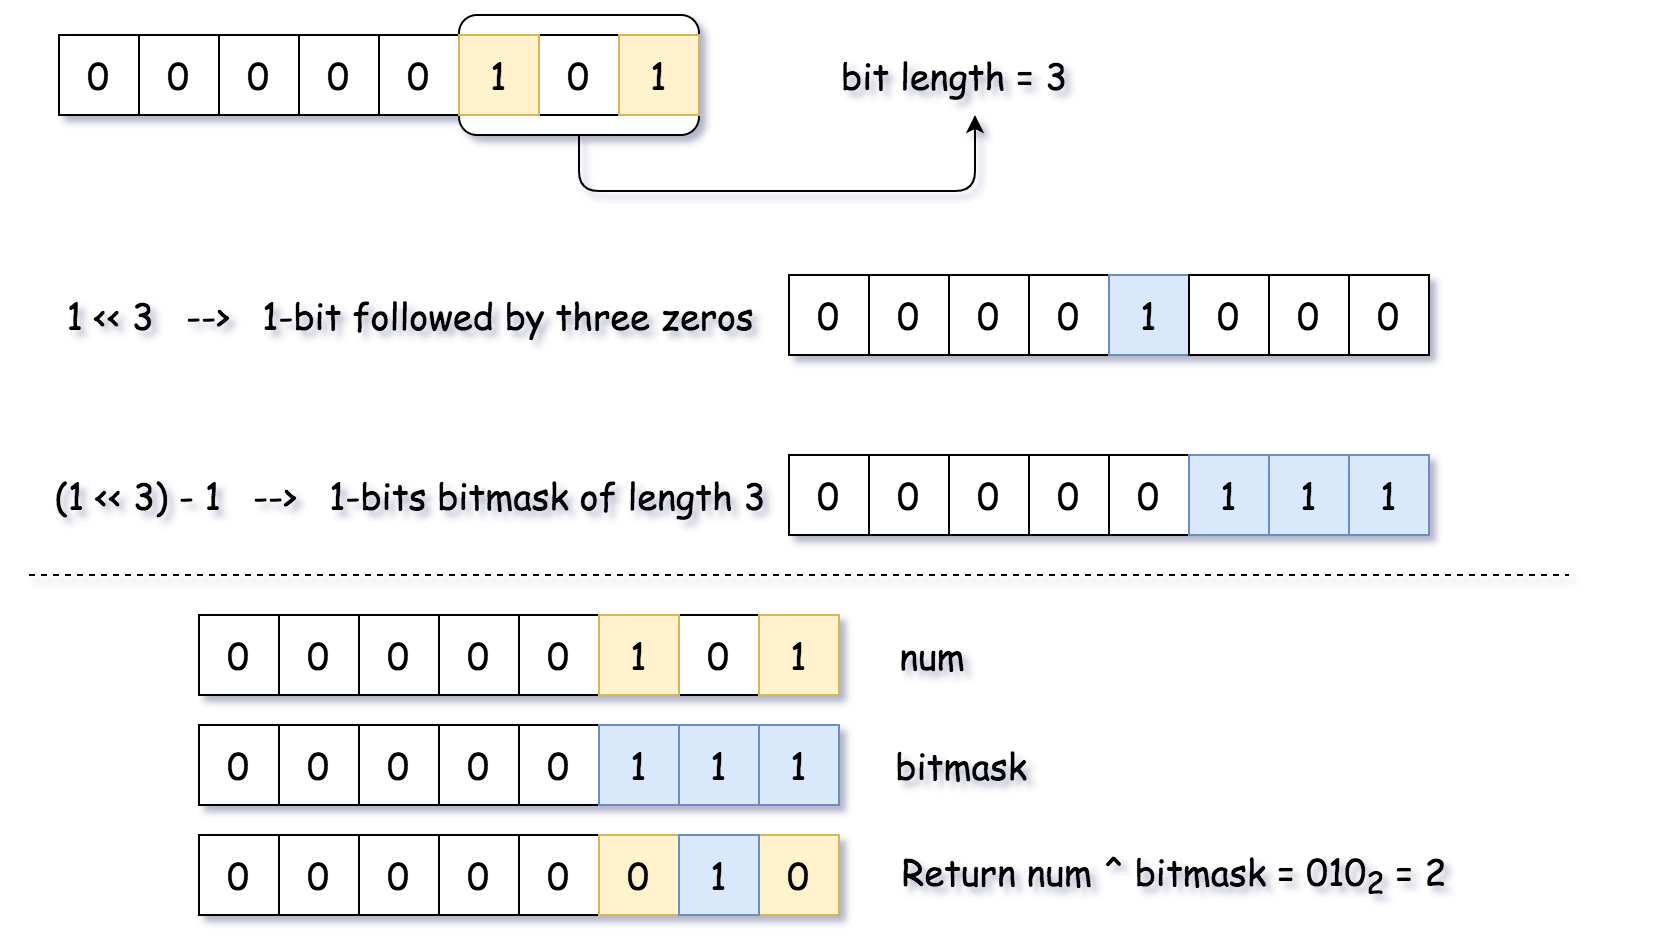 0 0 0 0 0 1 0 1 bit length = 3
1 << 3 --> 1-bit followed by three zeros 0 0 0 0 1 0 0 0
(1 << 3) - 1 --> 1-bits bitmask of length 3 0 0 0 0 0 1 1 1
0 0 0 0 0 1 0 1 num
0 0 0 0 0 1 1 1 bitmask
0 0 0 0 0 0 1 0 Return num ^ bitmask = 010₂ = 2